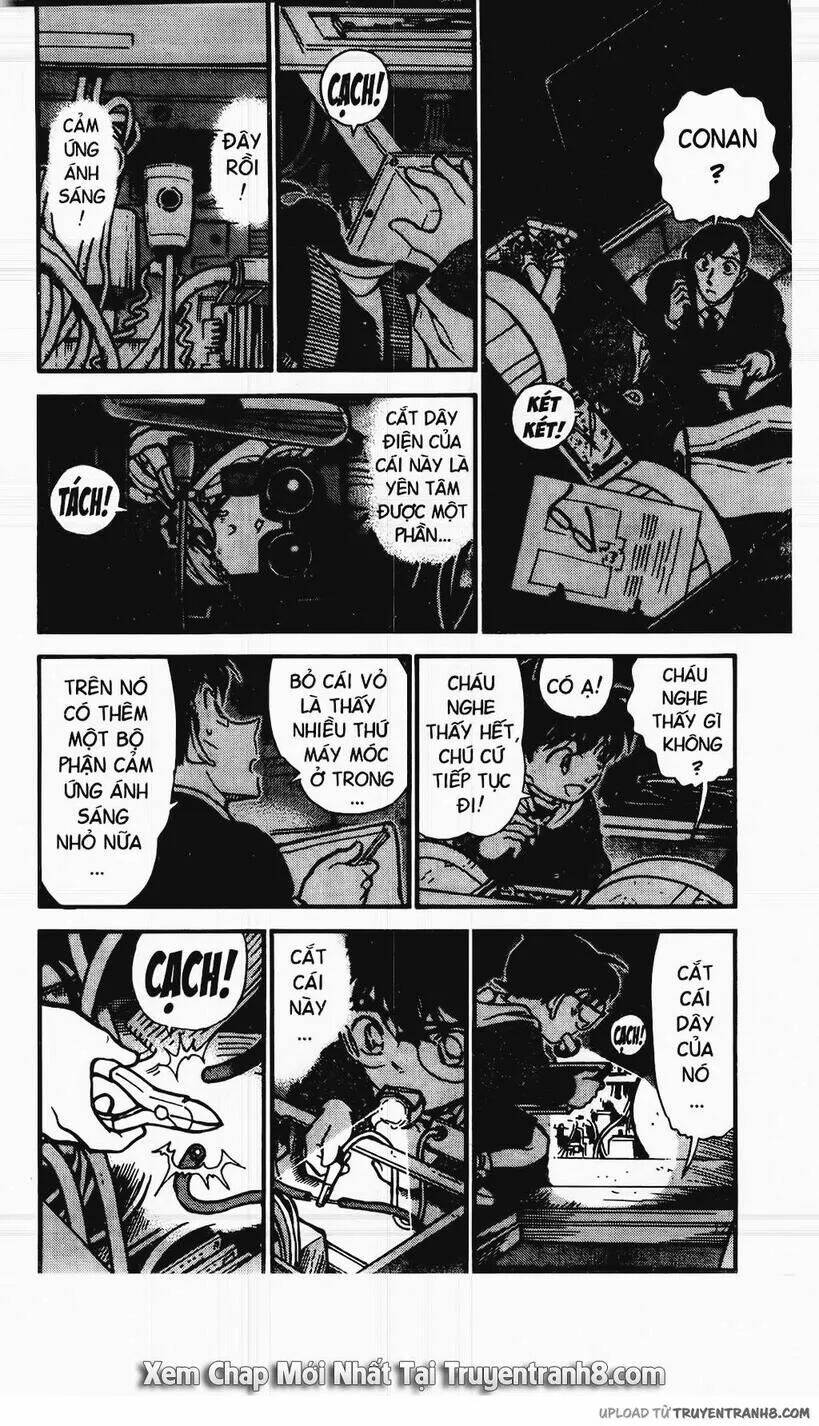 CONAN
?
KÉT
KÉT!
CẠCH!
ĐÂY
RỒI
!
CẢM
ỨNG
ÁNH
SÁNG
!
CẮT DÂY
ĐIỆN CỦA
CÁI NÀY LÀ
YÊN TÂM
ĐƯỢC MỘT
PHẦN...
TÁCH!
CHÁU
NGHE
THẤY GÌ
KHÔNG
?
CÓ Ạ!
CHÁU
NGHE
THẤY HẾT,
CHÚ CỨ
TIẾP TỤC
ĐI!
BỎ CÁI VỎ
LÀ THẤY
NHIỀU THỨ
MÁY MÓC
Ở TRONG
...
TRÊN NÓ
CÓ THÊM
MỘT BỘ
PHẬN CẢM
ỨNG ÁNH
SÁNG
NHỎ NỮA
...
CẮT
CÁI
DÂY
CỦA
NÓ
...
CẠCH!
CẮT
CÁI
NÀY
...
CẠCH!
Xem Chap Mới Nhất Tại Truyentranh8.com
UPLOAD TỪ TRUYENTRANH8.COM